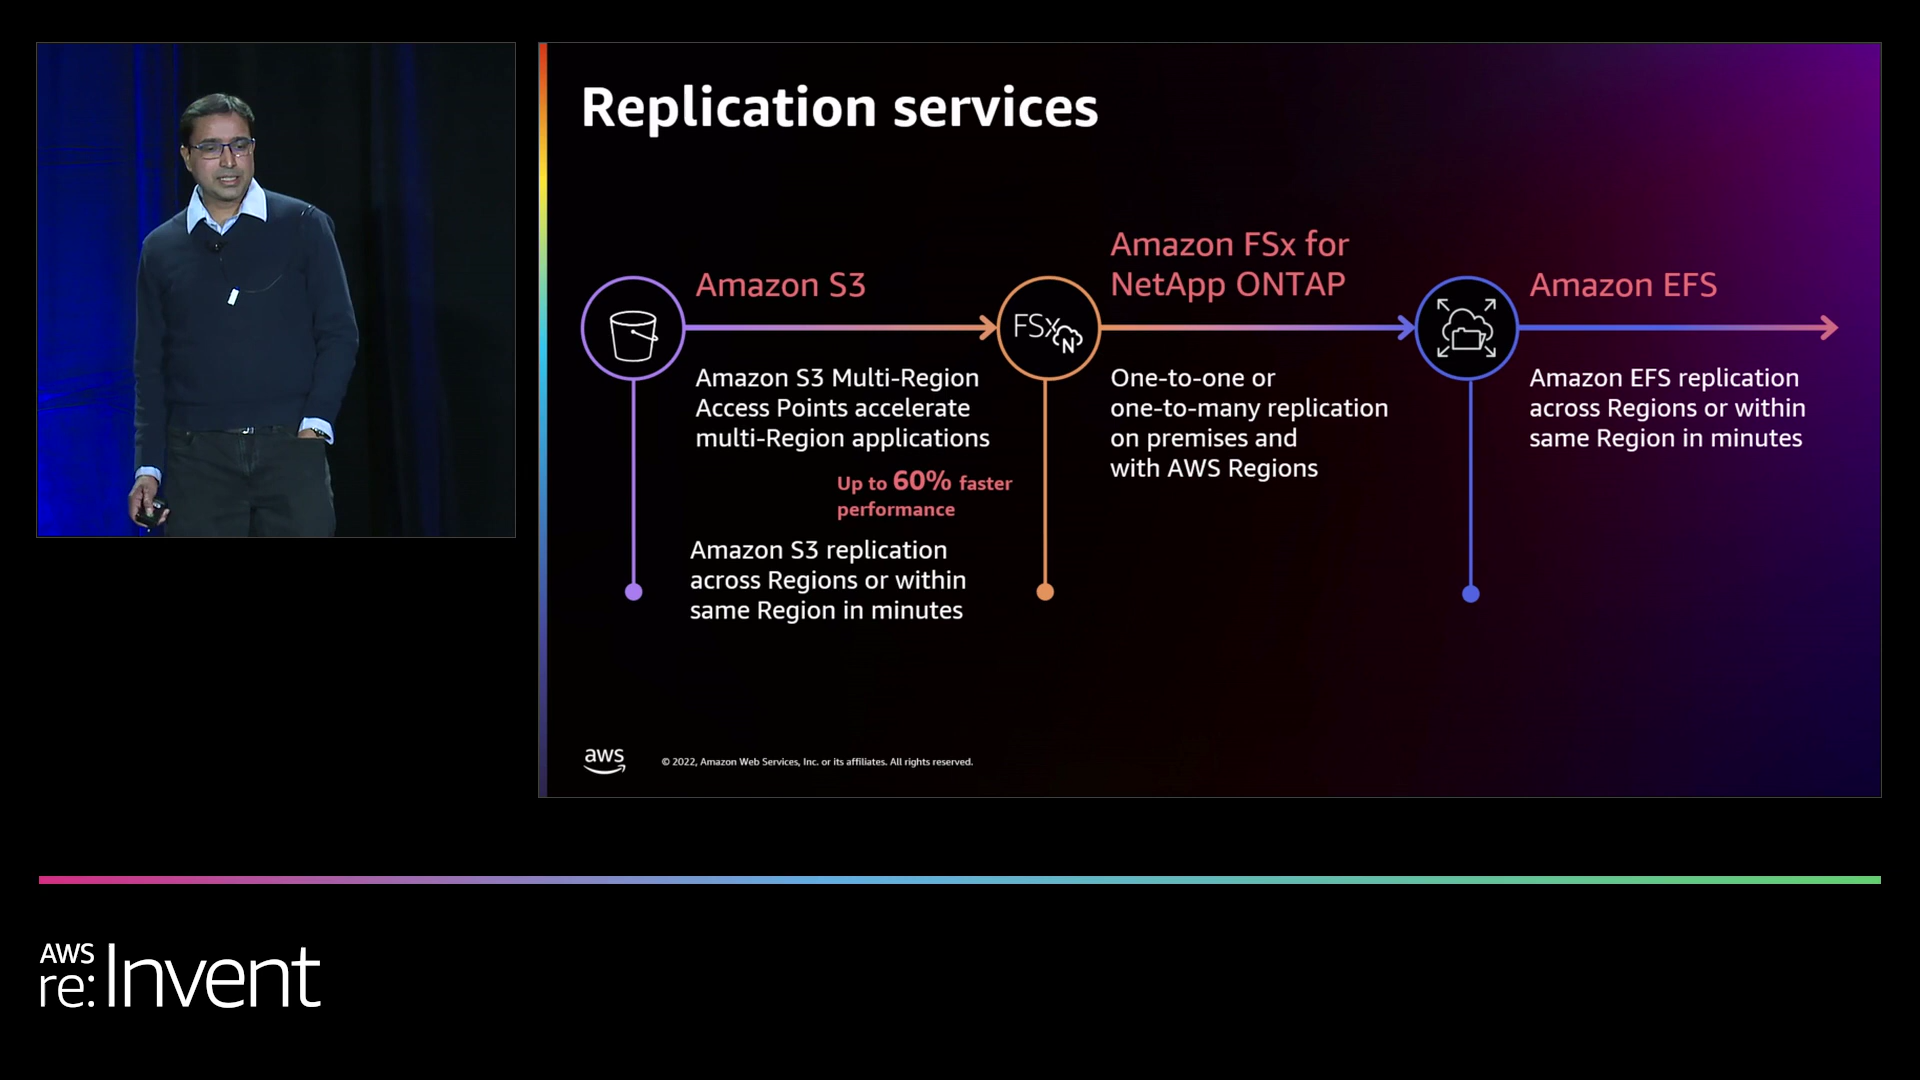 Replication services
Amazon S3
Amazon S3 Multi-Region
Access Points accelerate
multi-Region applications
Up to 60% faster
performance
Amazon S3 replication
across Regions or within
same Region in minutes
FSx
N
Amazon FSx for
NetApp ONTAP
One-to-one or
one-to-many replication
on premises and
with AWS Regions
Amazon EFS
Amazon EFS replication
across Regions or within
same Region in minutes
aws
© 2022, Amazon Web Services, Inc. or its affiliates. All rights reserved.
AWS
re:Invent